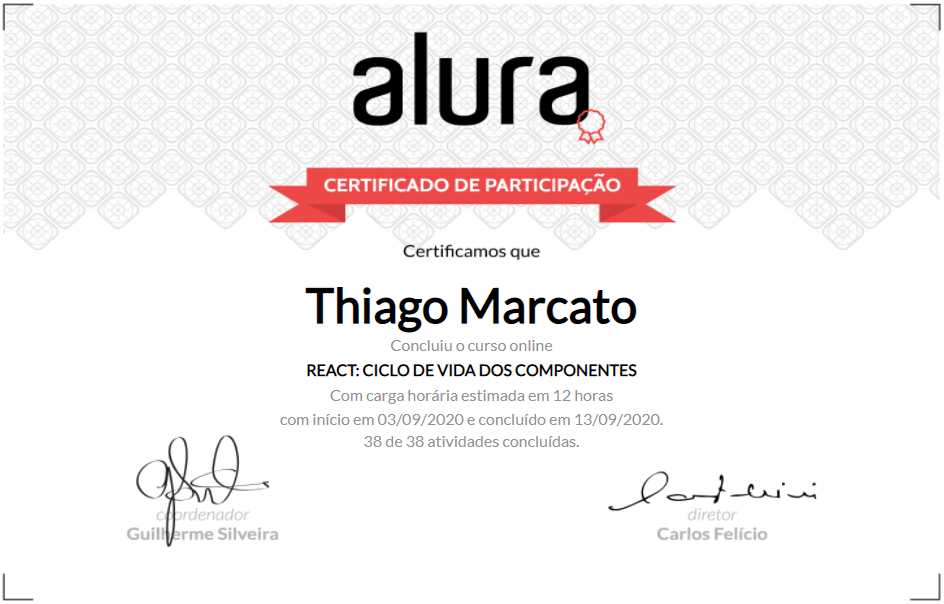 alura
CERTIFICADO DE PARTICIPAÇÃO
Certificamos que
Thiago Marcato
Concluiu o curso online
REACT: CICLO DE VIDA DOS COMPONENTES
Com carga horária estimada em 12 horas
com início em 03/09/2020 e concluído em 13/09/2020.
38 de 38 atividades concluídas.
coordenador
Guilherme Silveira
diretor
Carlos Felício